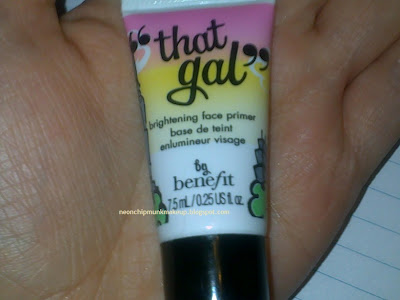 "that
gal"
brightening face primer
base de teint
enlumineur visage
By
benefit
7.5 mL / 0.25 US fl. oz.
neonchipmunkmakeup.blogspot.com